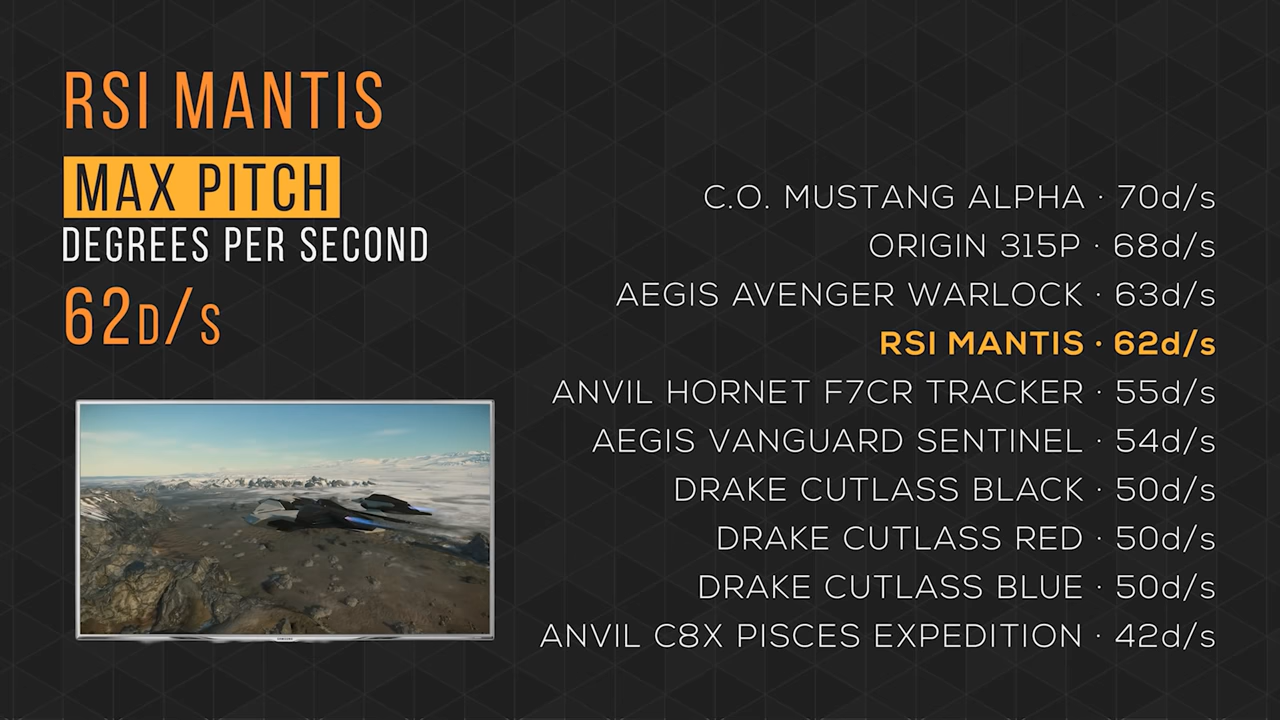 RSI MANTIS
MAX PITCH
DEGREES PER SECOND
62D/S
C.O. MUSTANG ALPHA · 70d/s
ORIGIN 315P · 68d/s
AEGIS AVENGER WARLOCK · 63d/s
RSI MANTIS · 62d/s
ANVIL HORNET F7CR TRACKER · 55d/s
AEGIS VANGUARD SENTINEL · 54d/s
DRAKE CUTLASS BLACK · 50d/s
DRAKE CUTLASS RED · 50d/s
DRAKE CUTLASS BLUE · 50d/s
ANVIL C8X PISCES EXPEDITION · 42d/s